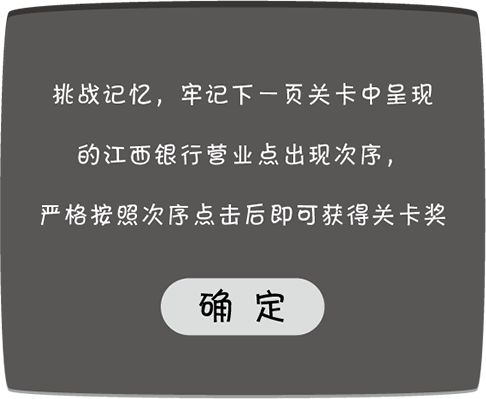 挑战记忆，牢记下一页关卡中呈现
的江西银行营业点出现次序，
严格按照次序点击后即可获得关卡奖
确 定